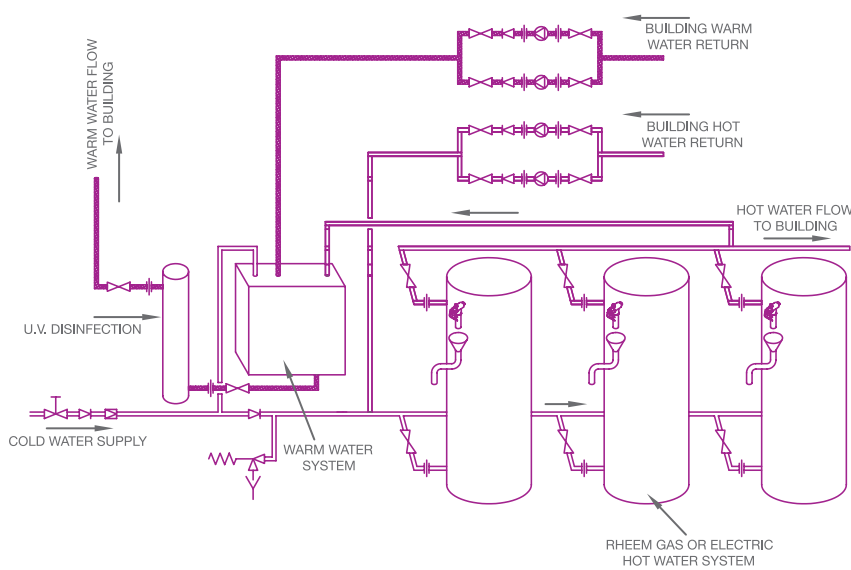 BUILDING WARM
WATER RETURN
WARM WATER FLOW
TO BUILDING
BUILDING HOT
WATER RETURN
HOT WATER FLOW
TO BUILDING
U.V. DISINFECTION
COLD WATER SUPPLY
WARM WATER
SYSTEM
RHEEM GAS OR ELECTRIC
HOT WATER SYSTEM